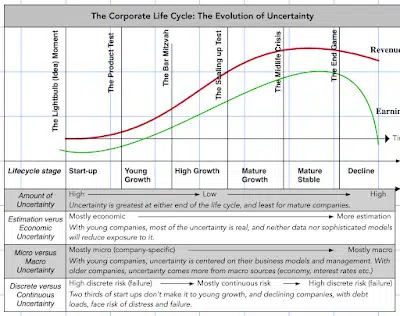 The Corporate Life Cycle: The Evolution of Uncertainty
The Lightbulb (Idea) Moment
The Product Test
The Bar Mitzvah
The Scaling up Test
The Midlife Crisis
The End Game
Revenue
Earnin
Ti
Lifecycle stage
Start-up
Young
Growth
High Growth
Mature
Growth
Mature
Stable
Decline
Amount of
Uncertainty
High
Low
High
Uncertainty is greatest at either end of the life cycle, and least for mature companies.
Estimation versus
Economic
Uncertainty
Mostly economic
More estimation
With young companies, most of the uncertainty is real, and neither data nor sophisticated models
will reduce exposure to it.
Micro versus
Macro
Uncertainty
Mostly micro (company-specific)
Mostly macro
With young companies, uncertainty is centered on their business models and management. With
older companies, uncertainty comes more from macro sources (economy, interest rates etc.)
Discrete versus
Continuous
Uncertainty
High discrete risk (failure)
Mostly continuous risk
High discrete risk (failure)
Two thirds of start ups don't make it to young growth, and declining companies, with debt
loads, face risk of distress and failure.